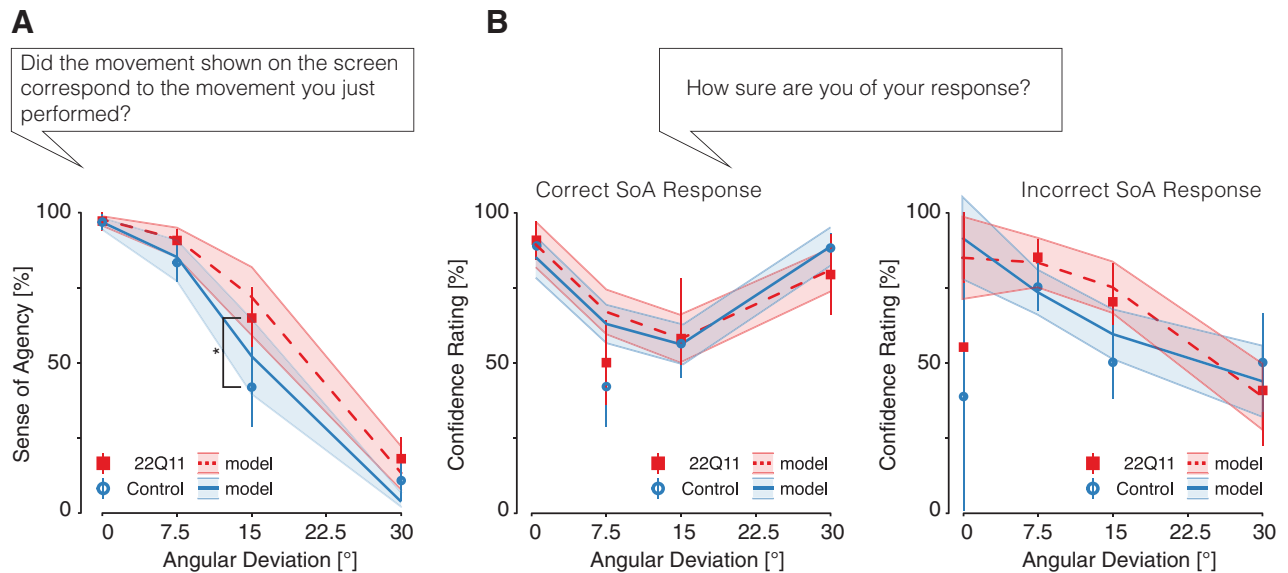 A
B
Did the movement shown on the screen
correspond to the movement you just
performed?
How sure are you of your response?
Correct SoA Response
Incorrect SoA Response
Sense of Agency [%]
100
50
0
*
22Q11 model
Control model
0 7.5 15 22.5 30
Angular Deviation [°]
Confidence Rating [%]
100
50
0
22Q11 model
Control model
0 7.5 15 22.5 30
Angular Deviation [°]
Confidence Rating [%]
100
50
0
22Q11 model
Control model
0 7.5 15 22.5 30
Angular Deviation [°]